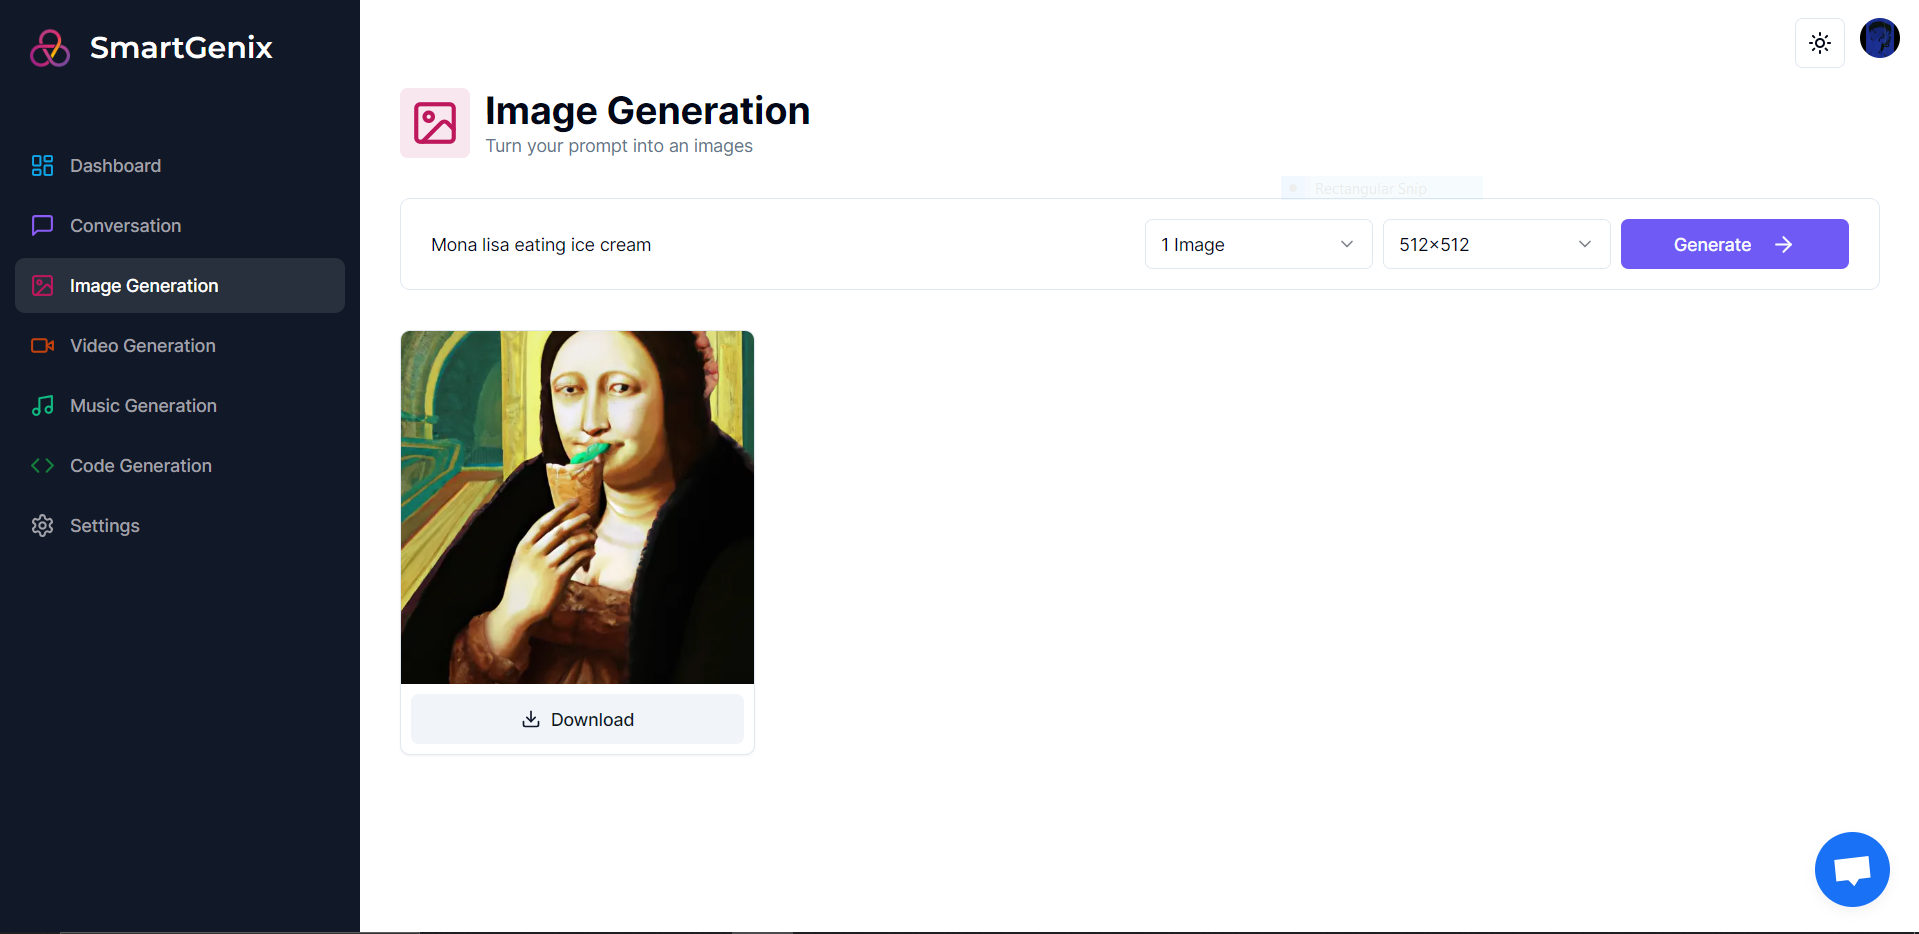 SmartGenix
Dashboard
Conversation
Image Generation
Video Generation
Music Generation
Code Generation
Settings
Image Generation
Turn your prompt into an images
Rectangular Snip
Mona lisa eating ice cream
1 Image
512×512
Generate
Download